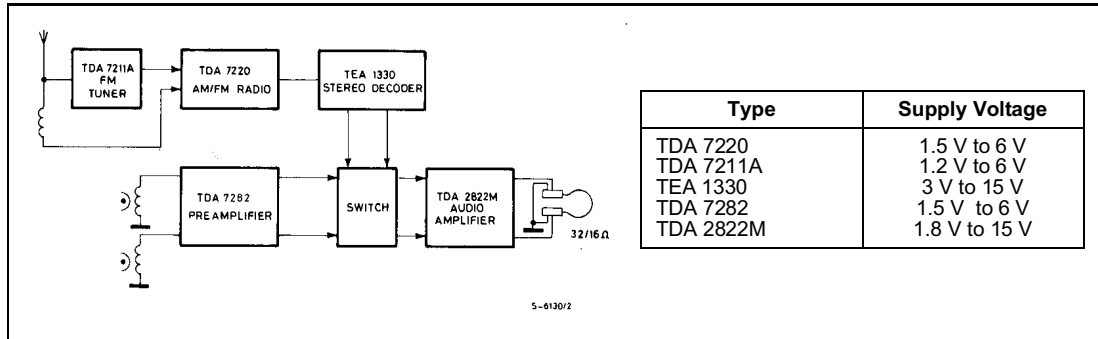 TDA 7211A
FM
TUNER
TDA 7220
AM/FM RADIO
TEA 1330
STEREO DECODER
TDA 7282
PREAMPLIFIER
SWITCH
TDA 2822M
AUDIO
AMPLIFIER
32/16Ω
S-6130/2
Type Supply Voltage
TDA 7220 1.5 V to 6 V
TDA 7211A 1.2 V to 6 V
TEA 1330 3 V to 15 V
TDA 7282 1.5 V to 6 V
TDA 2822M 1.8 V to 15 V